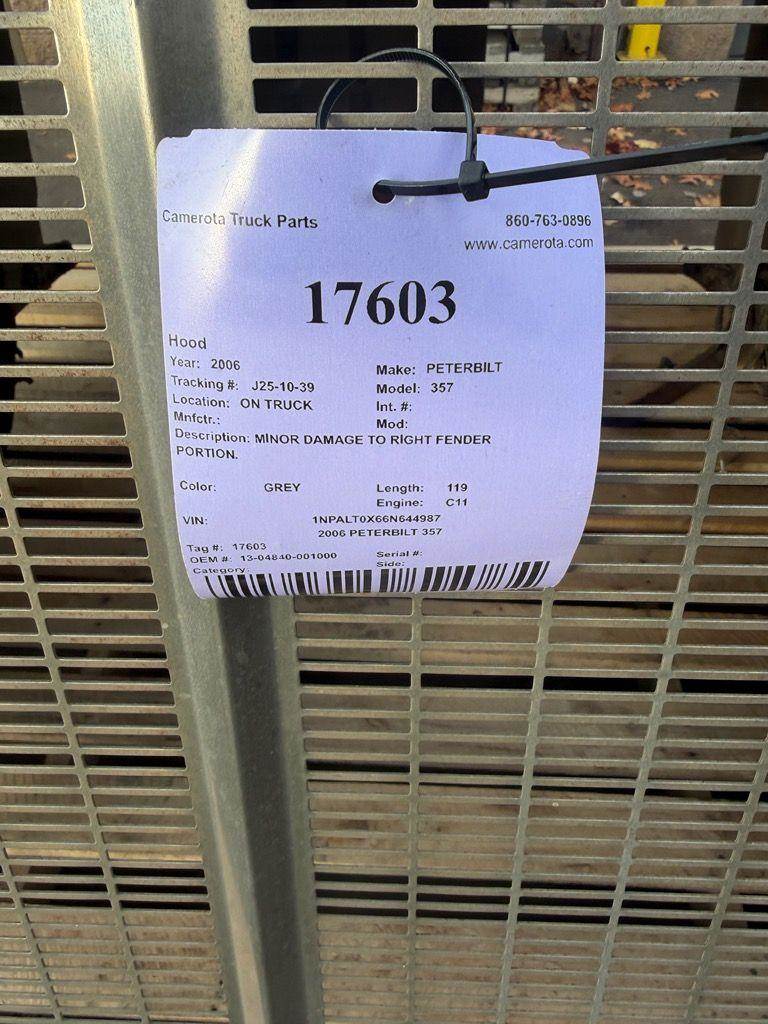 Camerota Truck Parts 860-763-0896
www.camerota.com
17603
Hood
Year: 2006 Make: PETERBILT
Tracking #: J25-10-39 Model: 357
Location: ON TRUCK Int. #:
Mnfctr.: Mod:
Description: MINOR DAMAGE TO RIGHT FENDER
PORTION.
Color: GREY Length: 119
Engine: C11
VIN: 1NPALT0X66N644987
2006 PETERBILT 357
Tag #: 17603
OEM #: 13-04840-001000 Serial #:
Category: Side: